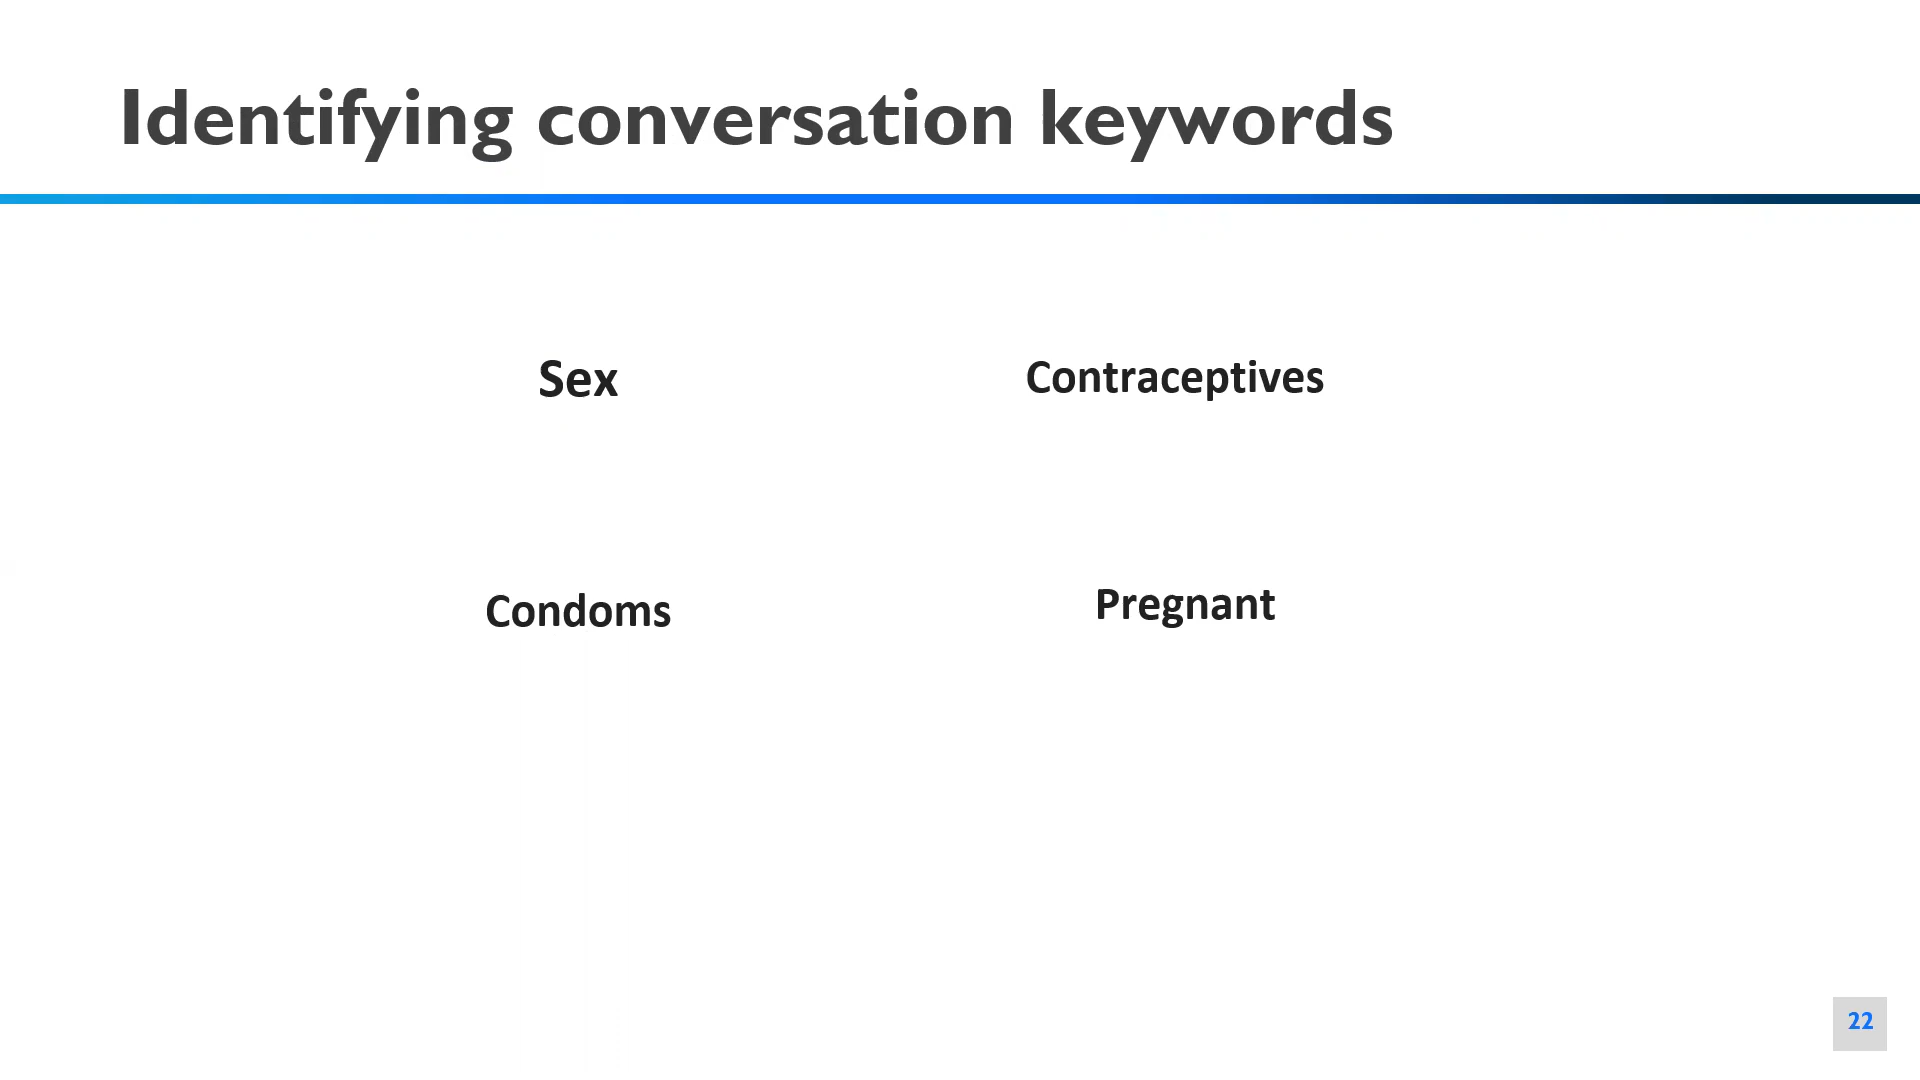 Identifying conversation keywords
Sex
Contraceptives
Condoms
Pregnant
22